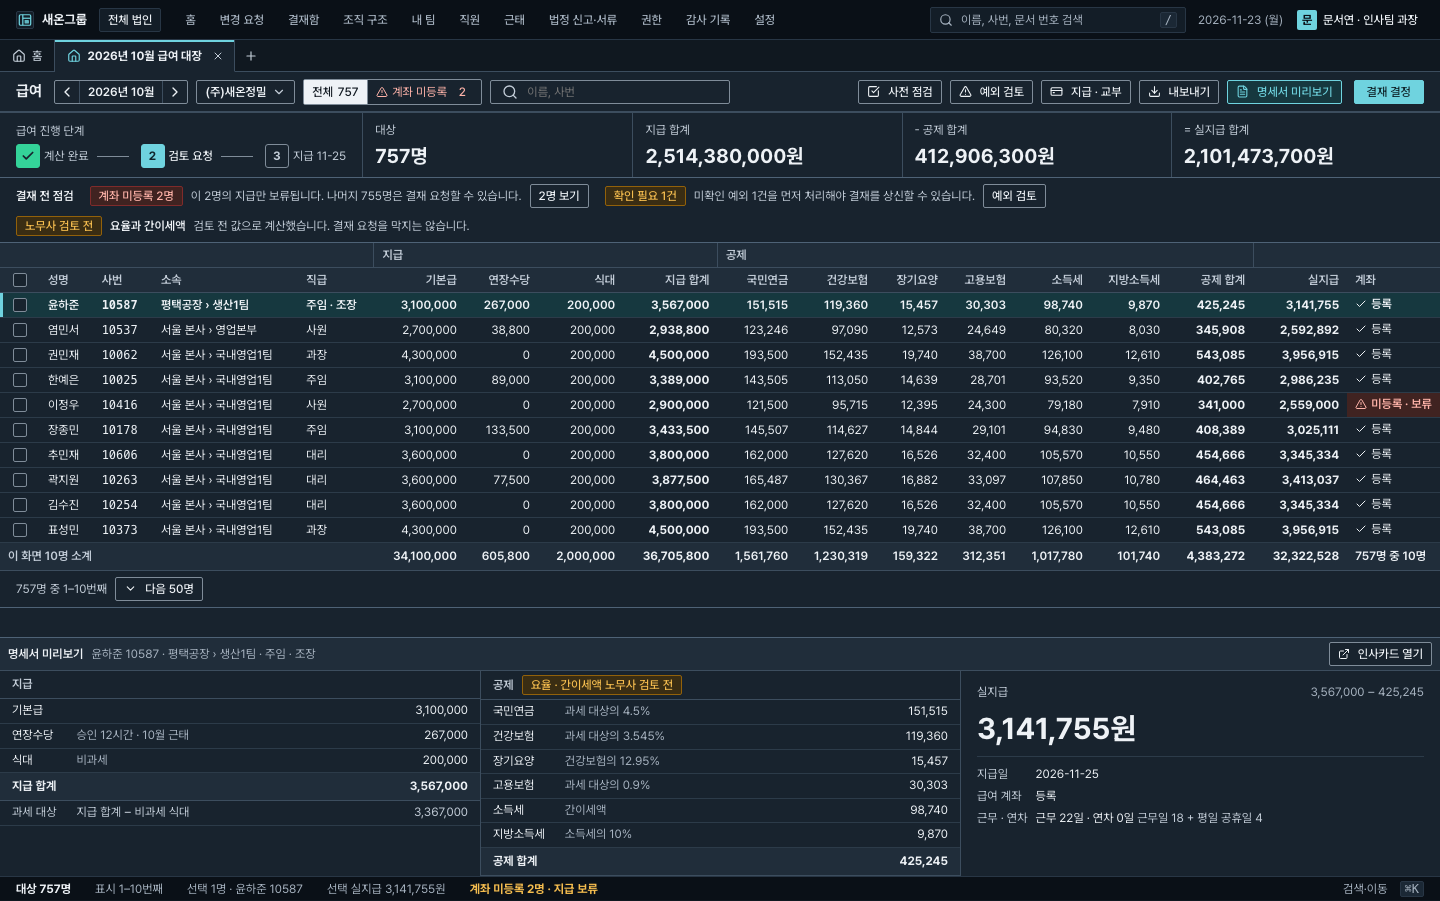 새온그룹 전체 법인 홈 변경 요청 결재함 조직 구조 내 팀 직원 근태 법정 신고·서류 권한 감사 기록 설정 이름, 사번, 문서 번호 검색 / 2026-11-23 (월) 문 문서연 · 인사팀 과장
홈 2026년 10월 급여 대장 × +
급여 2026년 10월 (주)새온정밀 전체 757 계좌 미등록 2 이름, 사번 사전 점검 예외 검토 지급 · 교부 내보내기 명세서 미리보기 결재 결정
급여 진행 단계 대상 지급 합계 - 공제 합계 = 실지급 합계
계산 완료 2 검토 요청 3 지급 11-25 757명 2,514,380,000원 412,906,300원 2,101,473,700원
결재 전 점검 계좌 미등록 2명 이 2명의 지급만 보류됩니다. 나머지 755명은 결재 요청할 수 있습니다. 2명 보기 확인 필요 1건 미확인 예외 1건을 먼저 처리해야 결재를 상신할 수 있습니다. 예외 검토
노무사 검토 전 요율과 간이세액 검토 전 값으로 계산했습니다. 결재 요청을 막지는 않습니다.
지급 공제
성명 사번 소속 직급 기본급 연장수당 식대 지급 합계 국민연금 건강보험 장기요양 고용보험 소득세 지방소득세 공제 합계 실지급 계좌
윤하준 10587 평택공장 › 생산1팀 주임 · 조장 3,100,000 267,000 200,000 3,567,000 151,515 119,360 15,457 30,303 98,740 9,870 425,245 3,141,755 등록
염민서 10537 서울 본사 › 영업본부 사원 2,700,000 38,800 200,000 2,938,800 123,246 97,090 12,573 24,649 80,320 8,030 345,908 2,592,892 등록
권민재 10062 서울 본사 › 국내영업1팀 과장 4,300,000 0 200,000 4,500,000 193,500 152,435 19,740 38,700 126,100 12,610 543,085 3,956,915 등록
한예은 10025 서울 본사 › 국내영업1팀 주임 3,100,000 89,000 200,000 3,389,000 143,505 113,050 14,639 28,701 93,520 9,350 402,765 2,986,235 등록
이정우 10416 서울 본사 › 국내영업1팀 사원 2,700,000 0 200,000 2,900,000 121,500 95,715 12,395 24,300 79,180 7,910 341,000 2,559,000 미등록 · 보류
장종민 10178 서울 본사 › 국내영업1팀 주임 3,100,000 133,500 200,000 3,433,500 145,507 114,627 14,844 29,101 94,830 9,480 408,389 3,025,111 등록
추민재 10606 서울 본사 › 국내영업1팀 대리 3,600,000 0 200,000 3,800,000 162,000 127,620 16,526 32,400 105,570 10,550 454,666 3,345,334 등록
곽지원 10263 서울 본사 › 국내영업1팀 대리 3,600,000 77,500 200,000 3,877,500 165,487 130,367 16,882 33,097 107,850 10,780 464,463 3,413,037 등록
김수진 10254 서울 본사 › 국내영업1팀 대리 3,600,000 0 200,000 3,800,000 162,000 127,620 16,526 32,400 105,570 10,550 454,666 3,345,334 등록
표성민 10373 서울 본사 › 국내영업1팀 과장 4,300,000 0 200,000 4,500,000 193,500 152,435 19,740 38,700 126,100 12,610 543,085 3,956,915 등록
이 화면 10명 소계 34,100,000 605,800 2,000,000 36,705,800 1,561,760 1,230,319 159,322 312,351 1,017,780 101,740 4,383,272 32,322,528 757명 중 10명
757명 중 1–10번째 다음 50명
명세서 미리보기 윤하준 10587 · 평택공장 › 생산1팀 · 주임 · 조장 인사카드 열기
지급
기본급 3,100,000
연장수당 승인 12시간 · 10월 근태 267,000
식대 비과세 200,000
지급 합계 3,567,000
과세 대상 지급 합계 − 비과세 식대 3,367,000
공제 요율 · 간이세액 노무사 검토 전
국민연금 과세 대상의 4.5% 151,515
건강보험 과세 대상의 3.545% 119,360
장기요양 건강보험의 12.95% 15,457
고용보험 과세 대상의 0.9% 30,303
소득세 간이세액 98,740
지방소득세 소득세의 10% 9,870
공제 합계 425,245
실지급 3,567,000 − 425,245
3,141,755원
지급일 2026-11-25
급여 계좌 등록
근무 · 연차 근무 22일 · 연차 0일 근무일 18 + 평일 공휴일 4
대상 757명 표시 1–10번째 선택 1명 · 윤하준 10587 선택 실지급 3,141,755원 계좌 미등록 2명 · 지급 보류 검색·이동 ⌘K